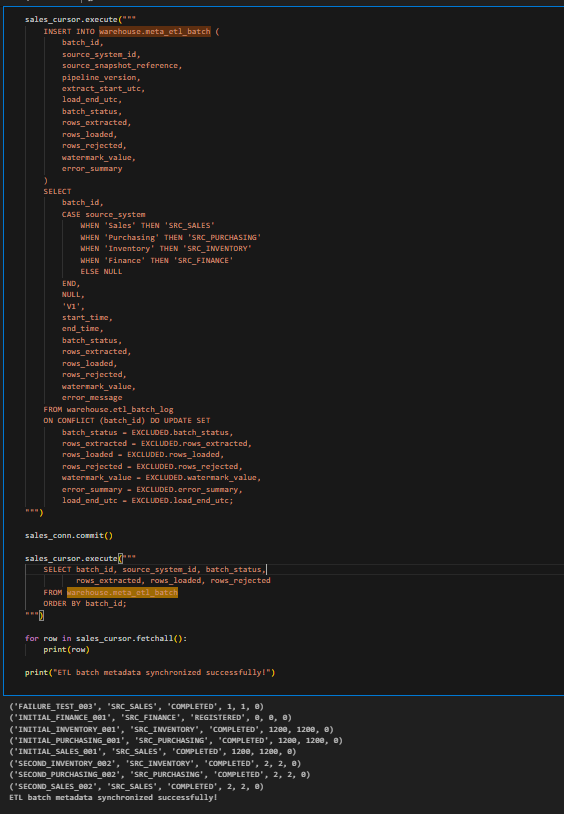 sales_cursor.execute("""
INSERT INTO warehouse.meta_etl_batch (
batch_id,
source_system_id,
source_snapshot_reference,
pipeline_version,
extract_start_utc,
load_end_utc,
batch_status,
rows_extracted,
rows_loaded,
rows_rejected,
watermark_value,
error_summary
)
SELECT
batch_id,
CASE source_system
WHEN 'Sales' THEN 'SRC_SALES'
WHEN 'Purchasing' THEN 'SRC_PURCHASING'
WHEN 'Inventory' THEN 'SRC_INVENTORY'
WHEN 'Finance' THEN 'SRC_FINANCE'
ELSE NULL
END,
NULL,
'V1',
start_time,
end_time,
batch_status,
rows_extracted,
rows_loaded,
rows_rejected,
watermark_value,
error_message
FROM warehouse.etl_batch_log
ON CONFLICT (batch_id) DO UPDATE SET
batch_status = EXCLUDED.batch_status,
rows_extracted = EXCLUDED.rows_extracted,
rows_loaded = EXCLUDED.rows_loaded,
rows_rejected = EXCLUDED.rows_rejected,
watermark_value = EXCLUDED.watermark_value,
error_summary = EXCLUDED.error_summary,
load_end_utc = EXCLUDED.load_end_utc;
""")
sales_conn.commit()
sales_cursor.execute("""
SELECT batch_id, source_system_id, batch_status,
rows_extracted, rows_loaded, rows_rejected
FROM warehouse.meta_etl_batch
ORDER BY batch_id;
""")
for row in sales_cursor.fetchall():
print(row)
print("ETL batch metadata synchronized successfully!")
('FAILURE_TEST_003', 'SRC_SALES', 'COMPLETED', 1, 1, 0)
('INITIAL_FINANCE_001', 'SRC_FINANCE', 'REGISTERED', 0, 0, 0)
('INITIAL_INVENTORY_001', 'SRC_INVENTORY', 'COMPLETED', 1200, 1200, 0)
('INITIAL_PURCHASING_001', 'SRC_PURCHASING', 'COMPLETED', 1200, 1200, 0)
('INITIAL_SALES_001', 'SRC_SALES', 'COMPLETED', 1200, 1200, 0)
('SECOND_INVENTORY_002', 'SRC_INVENTORY', 'COMPLETED', 2, 2, 0)
('SECOND_PURCHASING_002', 'SRC_PURCHASING', 'COMPLETED', 2, 2, 0)
('SECOND_SALES_002', 'SRC_SALES', 'COMPLETED', 2, 2, 0)
ETL batch metadata synchronized successfully!